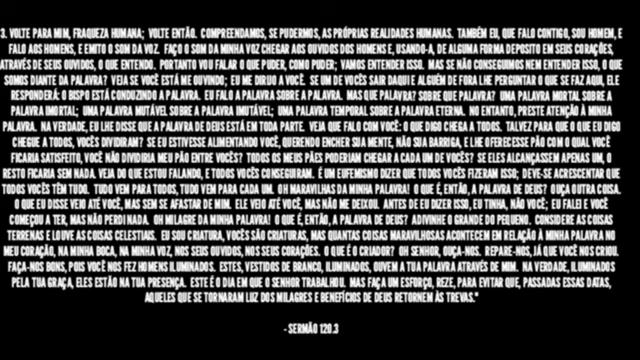 3. VOLTE PARA MIM, FRAQUEZA HUMANA; VOLTE ENTÃO. COMPREENDAMOS, SE PUDERMOS, AS PRÓPRIAS REALIDADES HUMANAS. TAMBÉM EU, QUE FALO CONTIGO, SOU HOMEM, E
FALO AOS HOMENS, E EMITO O SOM DA VOZ. FAÇO O SOM DA MINHA VOZ CHEGAR AOS OUVIDOS DOS HOMENS E, USANDO-A, DE ALGUMA FORMA DEPOSITO EM SEUS CORAÇÕES,
ATRAVÉS DE SEUS OUVIDOS, O QUE ENTENDO. PORTANTO VOU FALAR O QUE PUDER, COMO PUDER; VAMOS ENTENDER ISSO. MAS SE NÃO CONSEGUIMOS NEM ENTENDER ISSO, O QUE
SOMOS DIANTE DA PALAVRA? VEJA SE VOCÊ ESTÁ ME OUVINDO; EU ME DIRIJO A VOCÊ. SE UM DE VOCÊS SAIR DAQUI E ALGUÉM DE FORA LHE PERGUNTAR O QUE SE FAZ AQUI, ELE
RESPONDERÁ: O BISPO ESTÁ CONDUZINDO A PALAVRA. EU FALO A PALAVRA SOBRE A PALAVRA. MAS QUE PALAVRA? SOBRE QUE PALAVRA? UMA PALAVRA MORTAL SOBRE A
PALAVRA IMORTAL; UMA PALAVRA MUTÁVEL SOBRE A PALAVRA IMUTÁVEL; UMA PALAVRA TEMPORAL SOBRE A PALAVRA ETERNA. NO ENTANTO, PRESTE ATENÇÃO À MINHA
PALAVRA. NA VERDADE, EU LHE DISSE QUE A PALAVRA DE DEUS ESTÁ EM TODA PARTE. VEJA QUE FALO COM VOCÊ: O QUE DIGO CHEGA A TODOS. TALVEZ PARA QUE O QUE EU DIGO
CHEGUE A TODOS, VOCÊS DIVIDIRAM? SE EU ESTIVESSE ALIMENTANDO VOCÊ, QUERENDO ENCHER SUA MENTE, NÃO SUA BARRIGA, E LHE OFERECESSE PÃO COM O QUAL VOCÊ
FICARIA SATISFEITO, VOCÊ NÃO DIVIDIRIA MEU PÃO ENTRE VOCÊS? TODOS OS MEUS PÃES PODERIAM CHEGAR A CADA UM DE VOCÊS? SE ELES ALCANÇASSEM APENAS UM, O
RESTO FICARIA SEM NADA. VEJA DO QUE ESTOU FALANDO, E TODOS VOCÊS CONSEGUIRAM. É UM EUFEMISMO DIZER QUE TODOS VOCÊS FIZERAM ISSO; DEVE-SE ACRESCENTAR QUE
TODOS VOCÊS TÊM TUDO. TUDO VEM PARA TODOS, TUDO VEM PARA CADA UM. OH MARAVILHAS DA MINHA PALAVRA! O QUE É, ENTÃO, A PALAVRA DE DEUS? OUÇA OUTRA COISA.
O QUE EU DISSE VEIO ATÉ VOCÊ, MAS SEM SE AFASTAR DE MIM. ELE VEIO ATÉ VOCÊ, MAS NÃO ME DEIXOU. ANTES DE EU DIZER ISSO, EU TINHA, NÃO VOCÊ; EU FALEI E VOCÊ
COMEÇOU A TER, MAS NÃO PERDI NADA. OH MILAGRE DA MINHA PALAVRA! O QUE É, ENTÃO, A PALAVRA DE DEUS? ADIVINHE O GRANDE DO PEQUENO. CONSIDERE AS COISAS
TERRENAS E LOUVE AS COISAS CELESTIAIS. EU SOU CRIATURA, VOCÊS SÃO CRIATURAS, MAS QUANTAS COISAS MARAVILHOSAS ACONTECEM EM RELAÇÃO À MINHA PALAVRA NO
MEU CORAÇÃO, NA MINHA BOCA, NA MINHA VOZ, NOS SEUS OUVIDOS, NOS SEUS CORAÇÕES. O QUE É O CRIADOR? OH SENHOR, OUÇA-NOS. REPARE-NOS, JÁ QUE VOCÊ NOS CRIOU.
FAÇA-NOS BONS, POIS VOCÊ NOS FEZ HOMENS ILUMINADOS. ESTES, VESTIDOS DE BRANCO, ILUMINADOS, OUVEM A TUA PALAVRA ATRAVÉS DE MIM. NA VERDADE, ILUMINADOS
PELA TUA GRAÇA, ELES ESTÃO NA TUA PRESENÇA. ESTE É O DIA EM QUE O SENHOR TRABALHOU. MAS FAÇA UM ESFORÇO, REZE, PARA EVITAR QUE, PASSADAS ESSAS DATAS,
AQUELES QUE SE TORNARAM LUZ DOS MILAGRES E BENEFÍCIOS DE DEUS RETORNEM ÀS TREVAS."
- SERMÃO 120.3